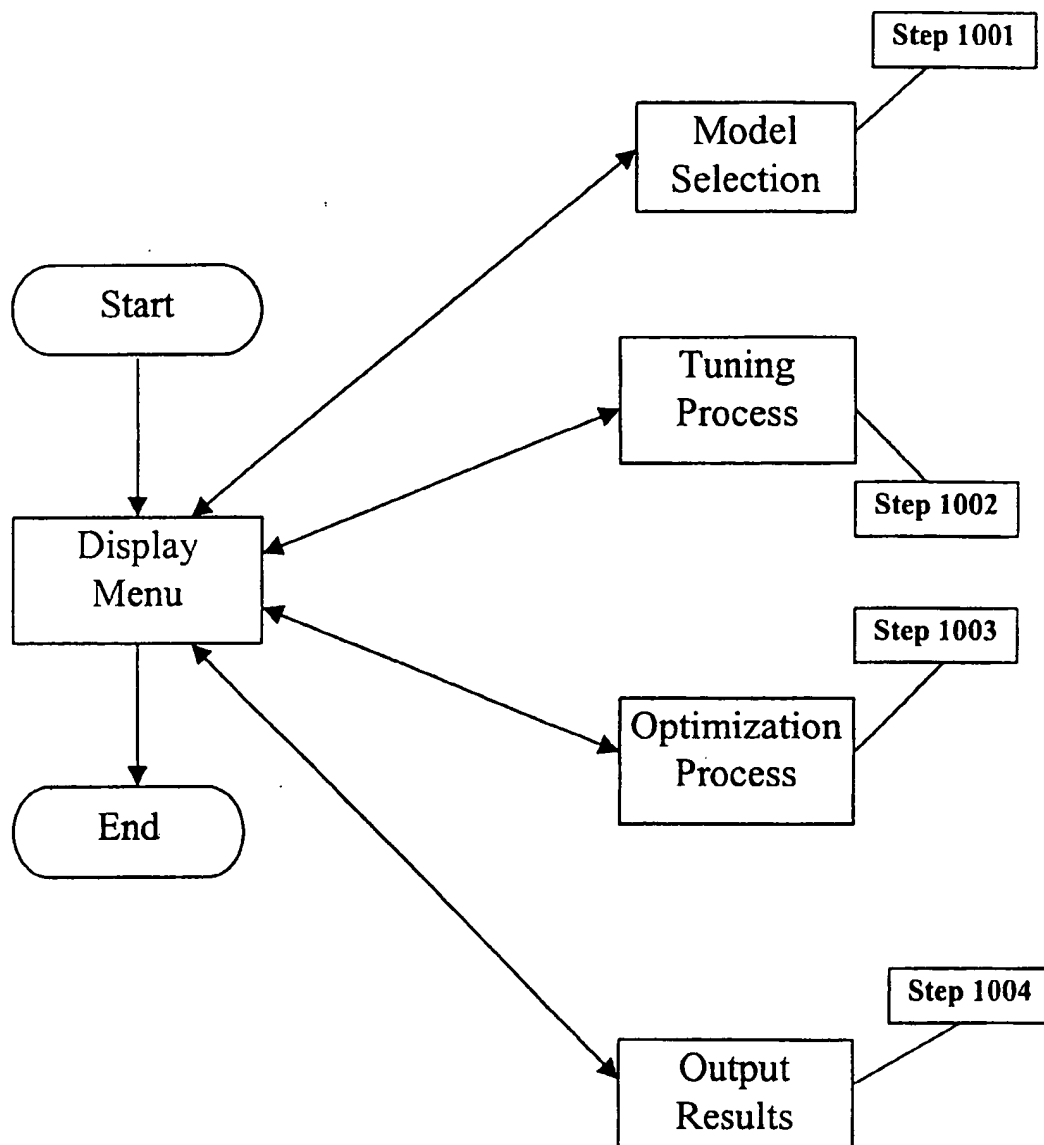 Step 1001
Model
Selection
Start
Tuning
Process
Step 1002
Display
Menu
Step 1003
Optimization
Process
End
Step 1004
Output
Results